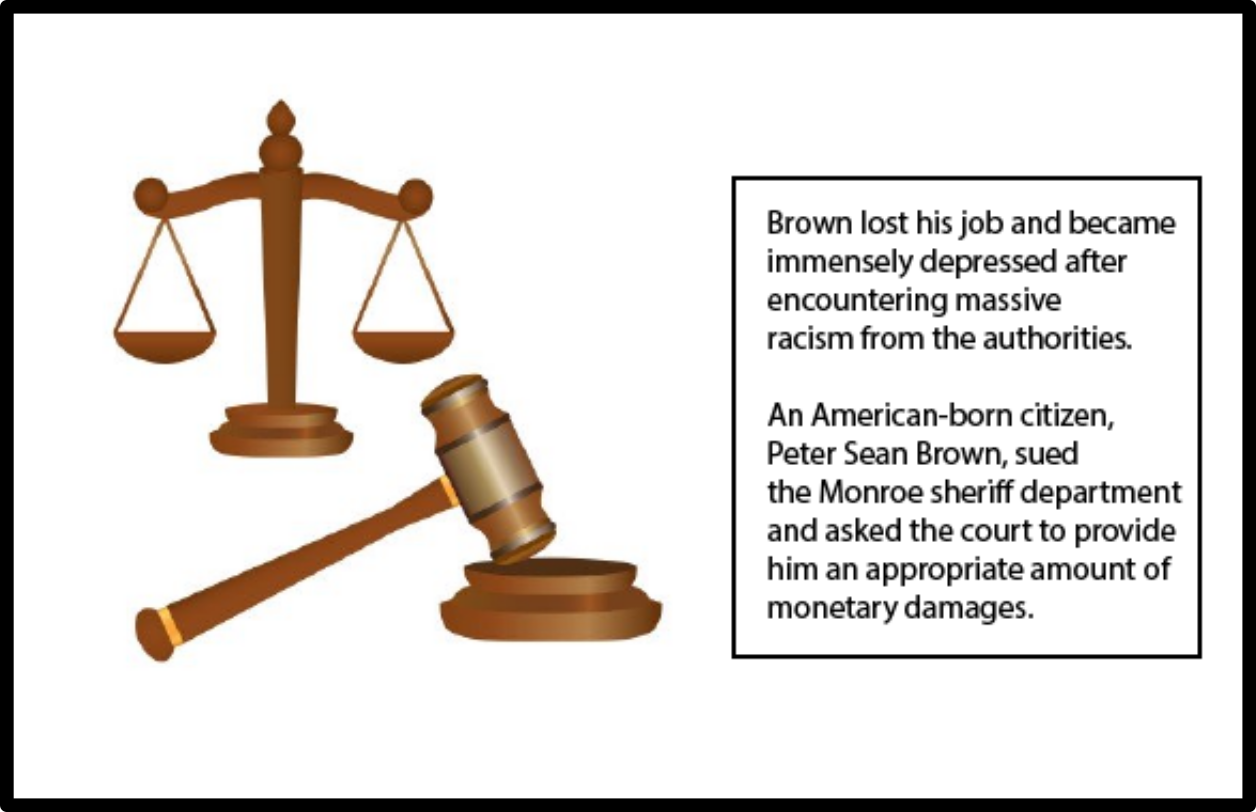 Brown lost his job and became
immensely depressed after
encountering massive
racism from the authorities.
An American-born citizen,
Peter Sean Brown, sued
the Monroe sheriff department
and asked the court to provide
him an appropriate amount of
monetary damages.